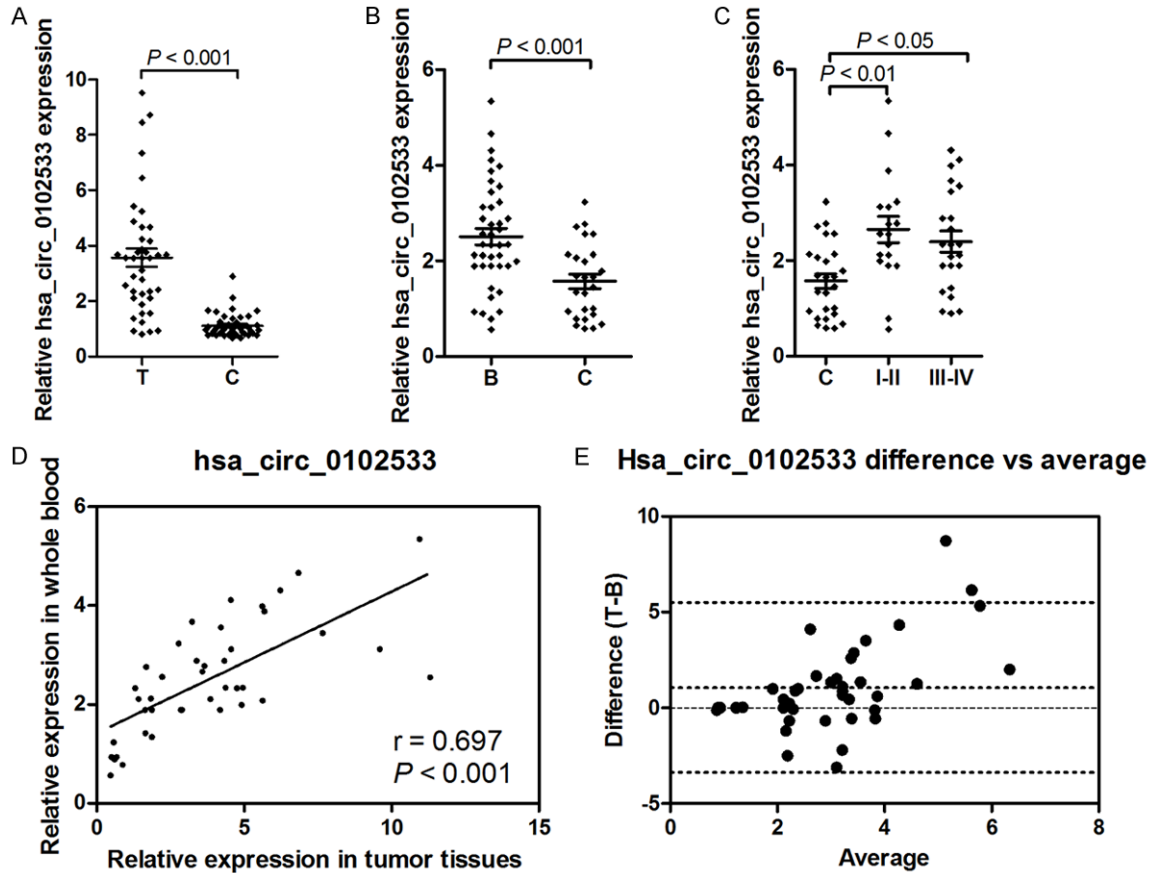 A
Relative hsa_circ_0102533 expression
P < 0.001
10
8
6
4
2
0
T
C
B
Relative hsa_circ_0102533 expression
P < 0.001
6
4
2
0
B
C
C
Relative hsa_circ_0102533 expression
P < 0.05
P < 0.01
6
4
2
0
C
I-II
III-IV
D
hsa_circ_0102533
Relative expression in whole blood
6
4
2
0
r = 0.697
P < 0.001
0
5
10
15
Relative expression in tumor tissues
E
Hsa_circ_0102533 difference vs average
Difference (T-B)
10
5
0
-5
0
2
4
6
8
Average